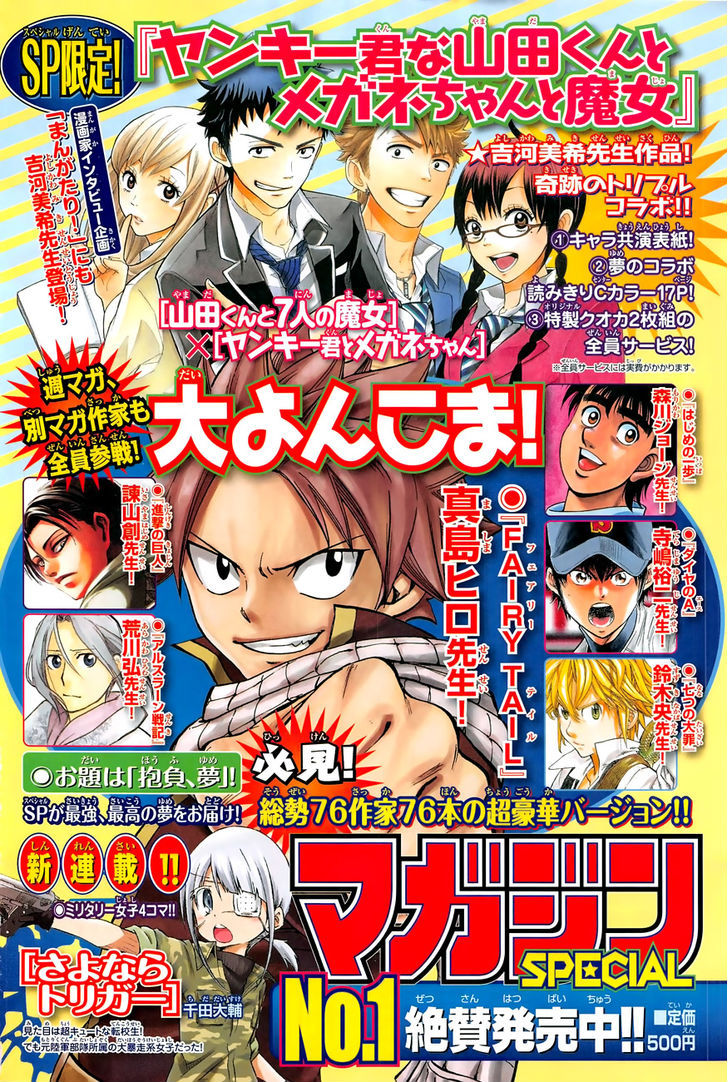 SP限定!
『ヤンキー君な山田くんと
メガネちゃんと魔女』
漫画家インタビュー企画
「まんがたり!」にも
吉河美希先生登場!
★吉河美希先生作品!
奇跡のトリプル
コラボ!!
①キャラ共演表紙!
②夢のコラボ
読みきりCカラー17P!
③特製クオカ2枚組の
全員サービス!
※全員サービスには実費がかかります。
[山田くんと7人の魔女]
×[ヤンキー君とメガネちゃん]
週マガ、
別マガ作家も
全員参戦!
大よんこま!
●『はじめの一歩』
森川ジョージ先生!
●『進撃の巨人』
諫山創先生!
●『FAIRY TAIL』
真島ヒロ先生!
●『ダイヤのA』
寺嶋裕二先生!
●『アルスラーン戦記』
荒川弘先生!
●『七つの大罪』
鈴木央先生!
●お題は「抱負、夢」!
SPが最強、最高の夢をお届け!
必見!
総勢76作家76本の超豪華バージョン!!
新連載!!
●ミリタリー女子4コマ!!
[さよなら
トリガー]
千田大輔
見た目は超キュートな転校生!
でも元陸軍部隊所属の大暴走系女子だった!
マガジン
SPECIAL
No.1
絶賛発売中!!
■定価
500円